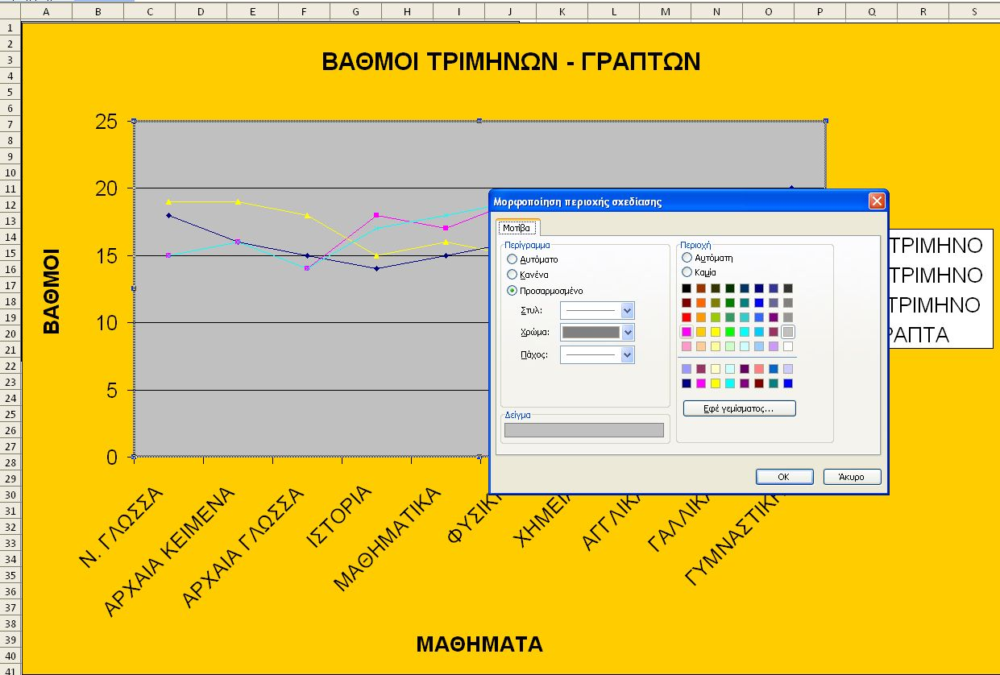 A B C D E F G H I J K L M N O P Q R S
1
2
3
4
5
6
7
8
9
10
11
12
13
14
15
16
17
18
19
20
21
22
23
24
25
26
27
28
29
30
31
32
33
34
35
36
37
38
39
40
41
ΒΑΘΜΟΙ ΤΡΙΜΗΝΩΝ - ΓΡΑΠΤΩΝ
25
20
15
10
5
0
ΒΑΘΜΟΙ
Μορφοποίηση περιοχής σχεδίασης
Μοτίβα
Περίγραμμα
Αυτόματο
Κανένα
Προσαρμοσμένο
Στυλ:
Χρώμα:
Πάχος:
Δείγμα
Περιοχή
Αυτόματη
Καμία
Εφέ γεμίσματος...
OK
Άκυρο
ΤΡΙΜΗΝΟ
ΤΡΙΜΗΝΟ
ΤΡΙΜΗΝΟ
ΡΑΠΤΑ
Ν. ΓΛΩΣΣΑ
ΑΡΧΑΙΑ ΚΕΙΜΕΝΑ
ΑΡΧΑΙΑ ΓΛΩΣΣΑ
ΙΣΤΟΡΙΑ
ΜΑΘΗΜΑΤΙΚΑ
ΦΥΣΙΚ
ΧΗΜΕΙΑ
ΑΓΓΛΙΚΑ
ΓΑΛΛΙΚΑ
ΓΥΜΝΑΣΤΙΚΗ
ΜΑΘΗΜΑΤΑ